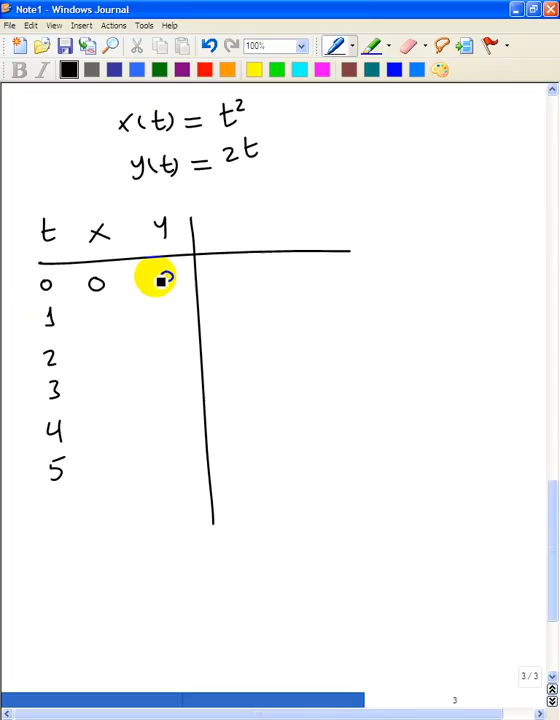 Note1 - Windows Journal
File Edit View Insert Actions Tools Help
100%
B I
x(t) = t²
y(t) = 2t
t x y
0 0
1
2
3
4
5
3 / 3
3